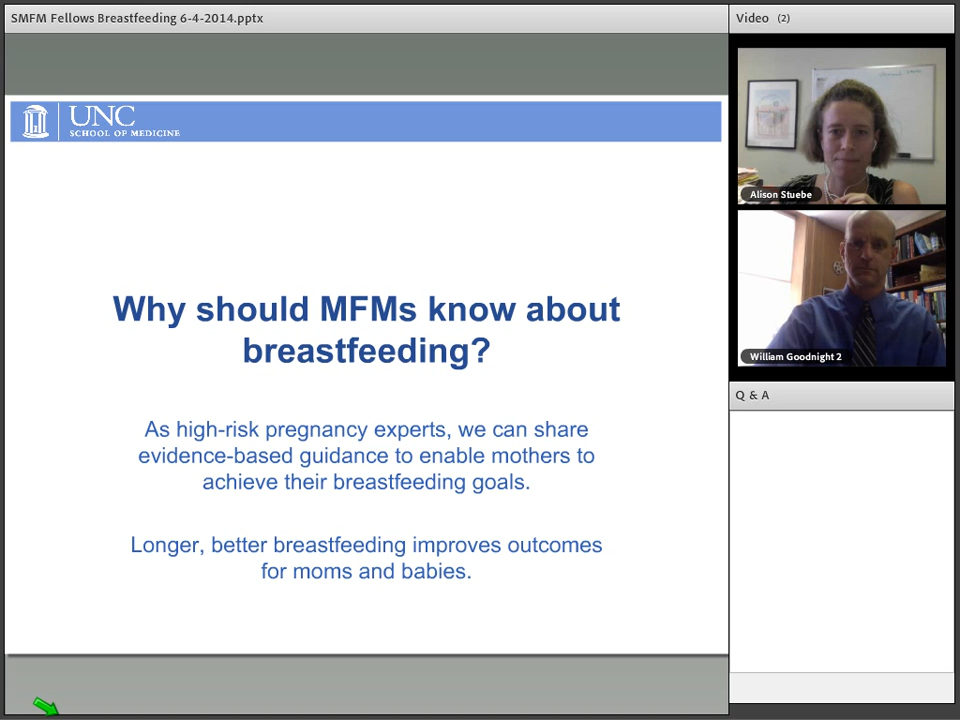 SMFM Fellows Breastfeeding 6-4-2014.pptx
UNC
SCHOOL OF MEDICINE
Why should MFMs know about
breastfeeding?
As high-risk pregnancy experts, we can share
evidence-based guidance to enable mothers to
achieve their breastfeeding goals.
Longer, better breastfeeding improves outcomes
for moms and babies.
Video (2)
Alison Stuebe
William Goodnight 2
Q & A